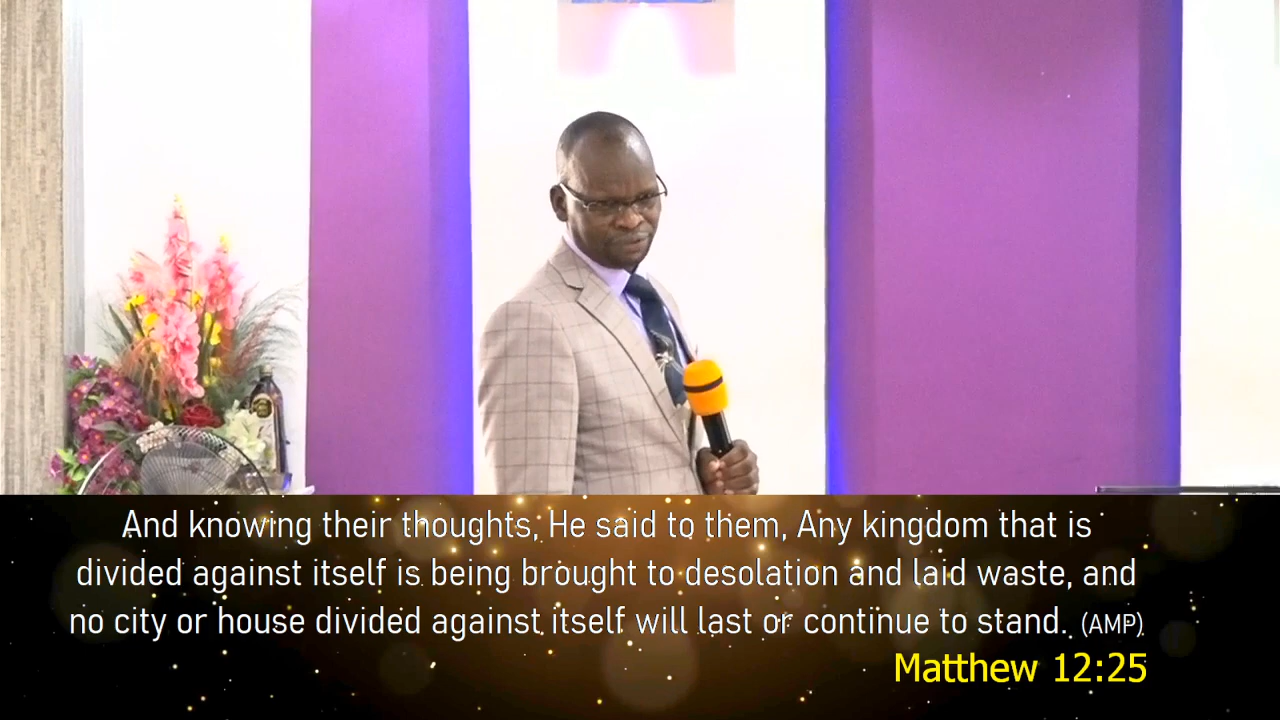 And knowing their thoughts, He said to them, Any kingdom that is
divided against itself is being brought to desolation and laid waste, and
no city or house divided against itself will last or continue to stand. (AMP)
Matthew 12:25